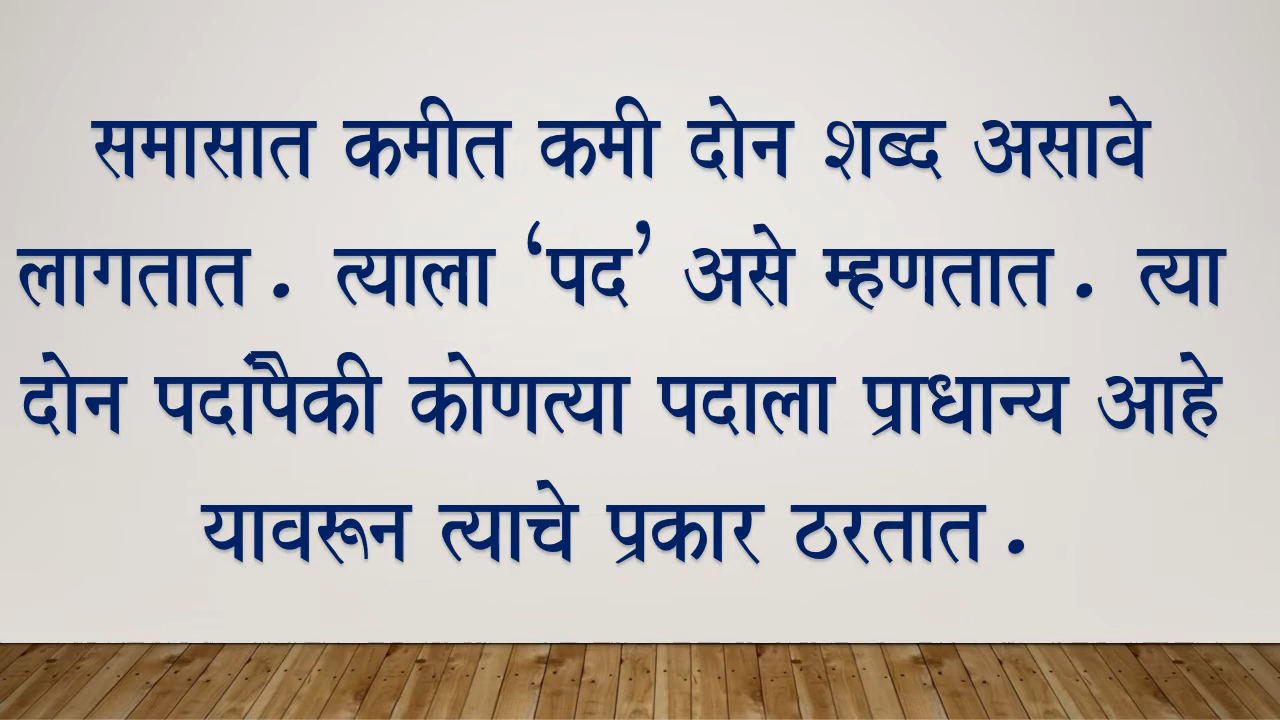 समासात कमीत कमी दोन शब्द असावे
लागतात. त्याला ‘पद’ असे म्हणतात. त्या
दोन पदांपैकी कोणत्या पदाला प्राधान्य आहे
यावरून त्याचे प्रकार ठरतात.